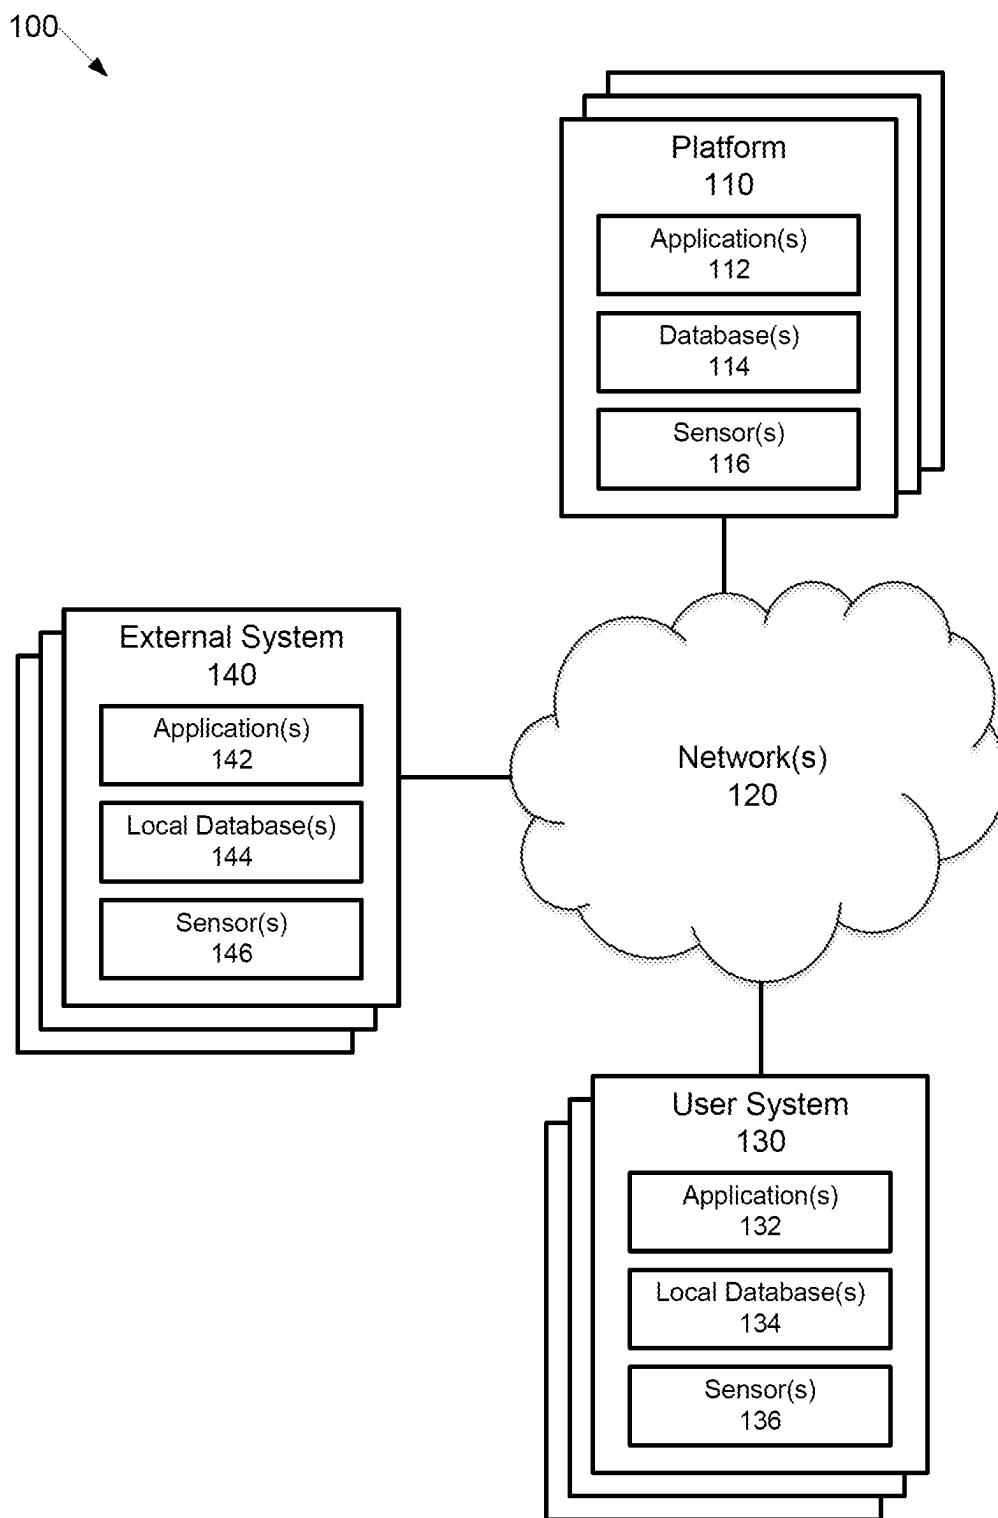 100
Platform
110
Application(s)
112
Database(s)
114
Sensor(s)
116
External System
140
Application(s)
142
Local Database(s)
144
Sensor(s)
146
Network(s)
120
User System
130
Application(s)
132
Local Database(s)
134
Sensor(s)
136